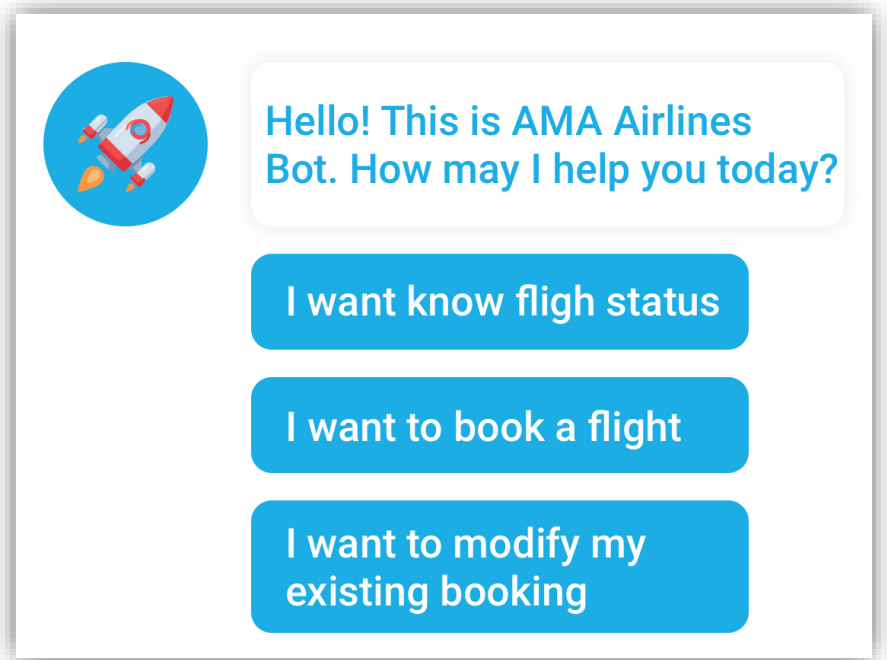 Hello! This is AMA Airlines
Bot. How may I help you today?
I want know fligh status
I want to book a flight
I want to modify my
existing booking